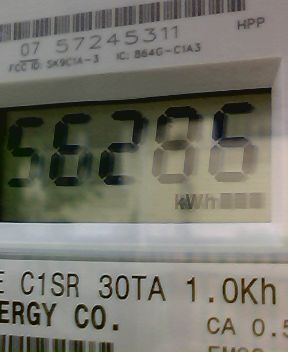 HPP
07 57245311
FCC ID: SK9C1A-3 IC: 864G-C1A3
56286
kWh
E C1SR 30TA 1.0Kh
ERGY CO.
CA 0.5